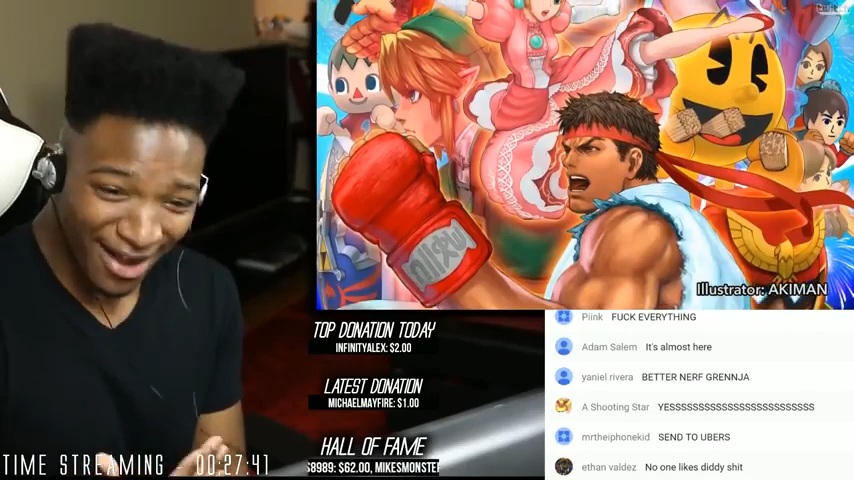 twitch
Illustrator: AKIMAN
TOP DONATION TODAY
INFINITYALEX: $2.00
LATEST DONATION
MICHAELMAYFIRE: $1.00
HALL OF FAME
$8989: $62.00, MIKESMONSTE
TIME STREAMING - 00:27:41
Piink FUCK EVERYTHING
Adam Salem It's almost here
yaniel rivera BETTER NERF GRENNJA
A Shooting Star YESSSSSSSSSSSSSSSSSSSSSSSSSS
mrtheiphonekid SEND TO UBERS
ethan valdez No one likes diddy shit